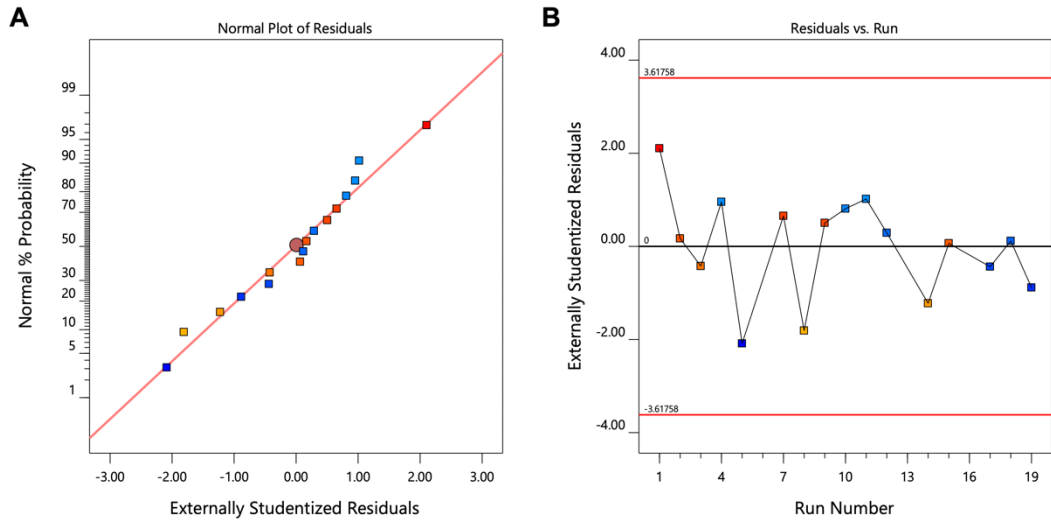 A
Normal Plot of Residuals
Normal % Probability
99
95
90
80
70
50
30
20
10
5
1
-3.00 -2.00 -1.00 0.00 1.00 2.00 3.00
Externally Studentized Residuals
B
Residuals vs. Run
Externally Studentized Residuals
4.00
3.61758
2.00
0.00
0
-2.00
-3.61758
-4.00
1 4 7 10 13 16 19
Run Number